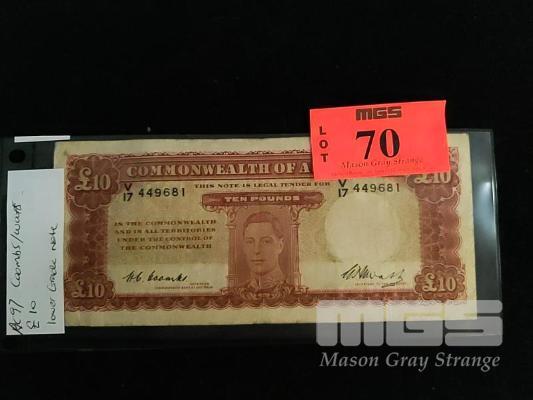 MGS
LOT
70
Mason Gray Strange
COMMONWEALTH OF A
£10
£10
V/17 449681
THIS NOTE IS LEGAL TENDER FOR
V/17 449681
TEN POUNDS
IN THE COMMONWEALTH
AND IN ALL TERRITORIES
UNDER THE CONTROL OF
THE COMMONWEALTH
H.C. Coombs
£10
£10
Coombs/Watt
£10
lower Grade note
MGS
Mason Gray Strange